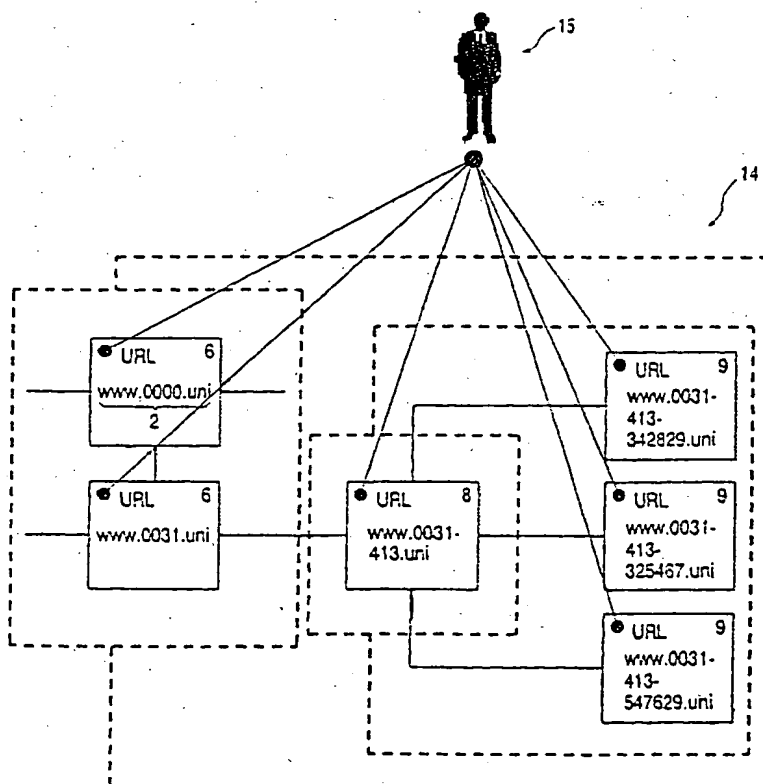 15
14
URL 6
www.0000.uni
2
URL 6
www.0031.uni
URL 8
www.0031-
413.uni
URL 9
www.0031-
413-
342829.uni
URL 9
www.0031-
413-
325467.uni
URL 9
www.0031-
413-
547629.uni